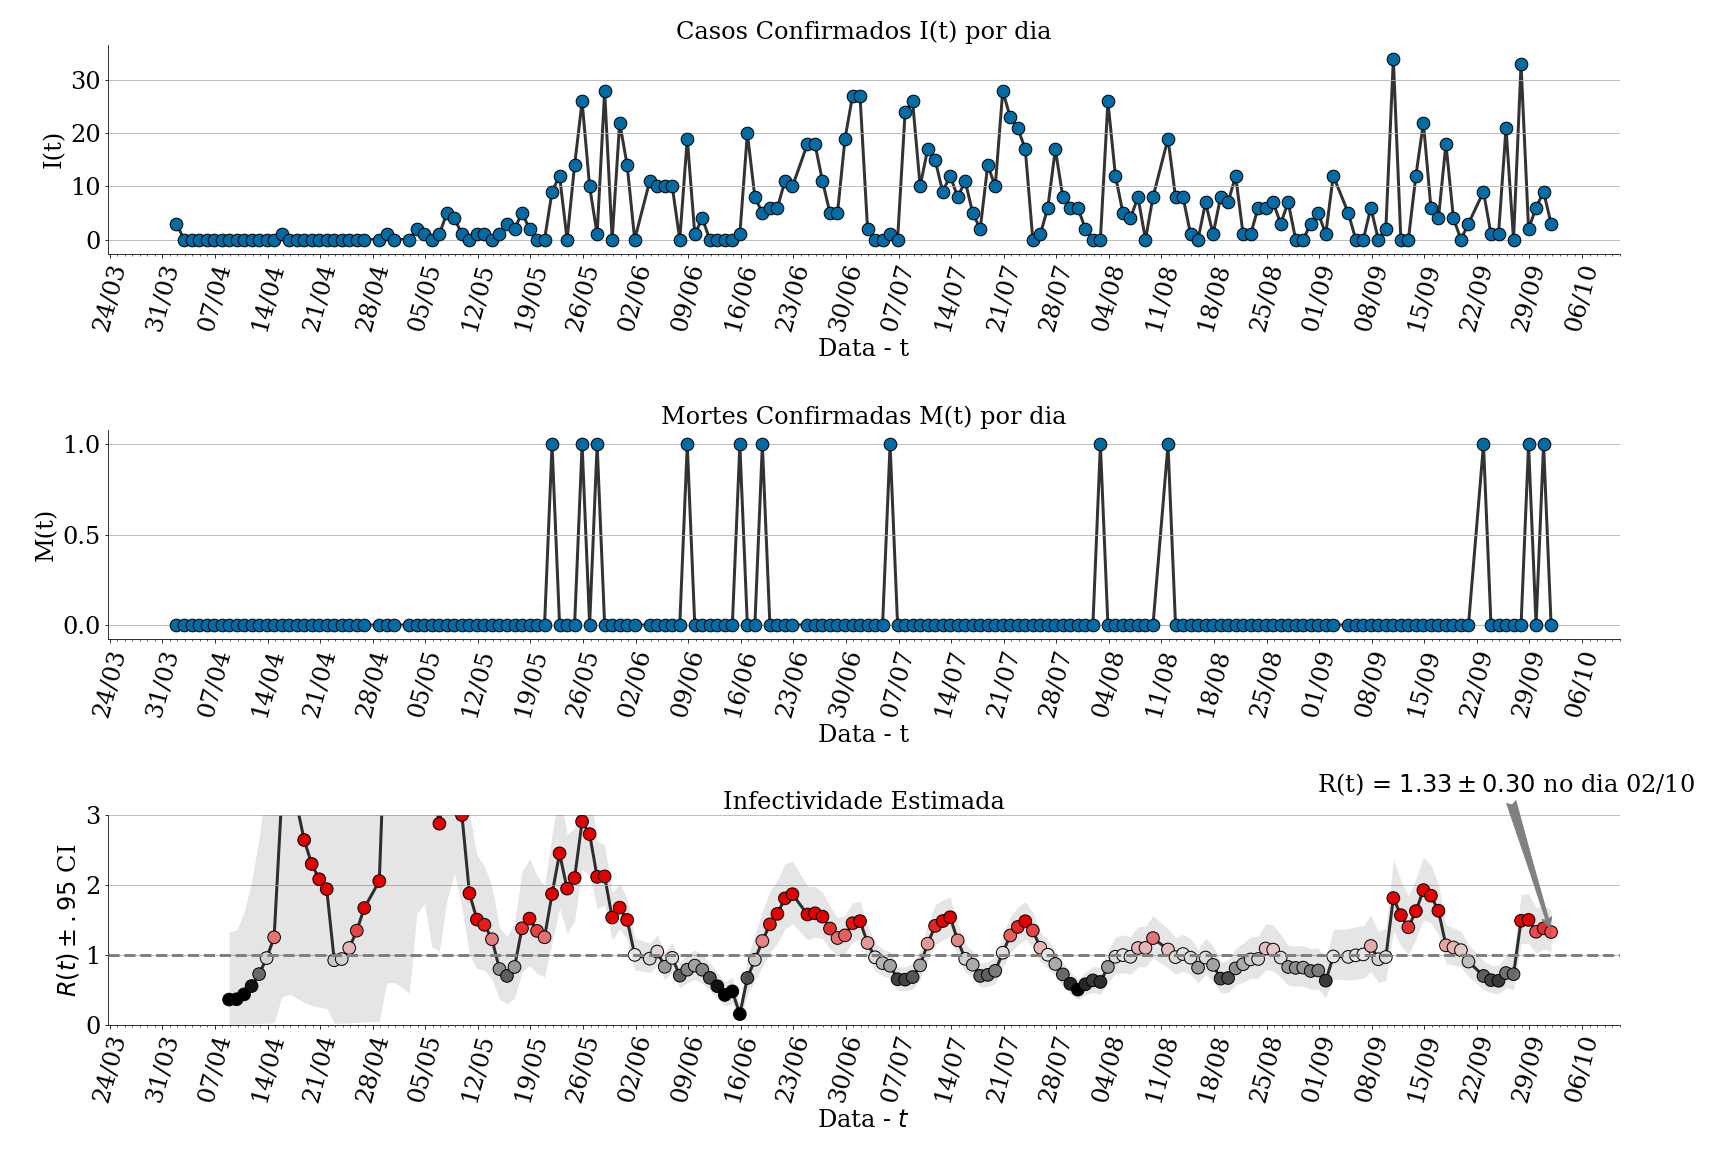 Casos Confirmados I(t) por dia
I(t)
30
20
10
0
24/03 31/03 07/04 14/04 21/04 28/04 05/05 12/05 19/05 26/05 02/06 09/06 16/06 23/06 30/06 07/07 14/07 21/07 28/07 04/08 11/08 18/08 25/08 01/09 08/09 15/09 22/09 29/09 06/10
Data - t
Mortes Confirmadas M(t) por dia
M(t)
1.0
0.5
0.0
24/03 31/03 07/04 14/04 21/04 28/04 05/05 12/05 19/05 26/05 02/06 09/06 16/06 23/06 30/06 07/07 14/07 21/07 28/07 04/08 11/08 18/08 25/08 01/09 08/09 15/09 22/09 29/09 06/10
Data - t
R(t) = 1.33 ± 0.30 no dia 02/10
Infectividade Estimada
R(t) ± .95 CI
3
2
1
0
24/03 31/03 07/04 14/04 21/04 28/04 05/05 12/05 19/05 26/05 02/06 09/06 16/06 23/06 30/06 07/07 14/07 21/07 28/07 04/08 11/08 18/08 25/08 01/09 08/09 15/09 22/09 29/09 06/10
Data - t